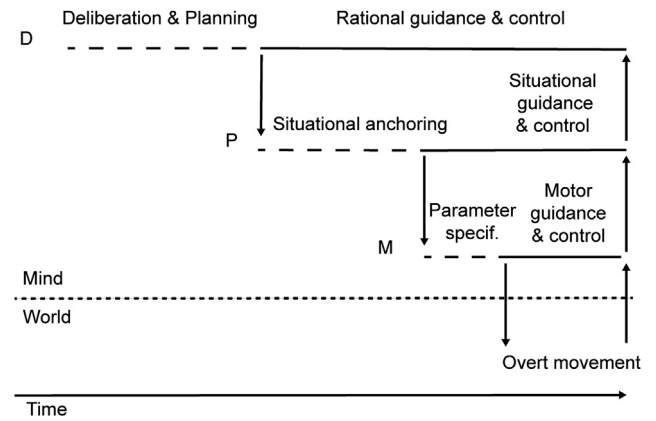 Deliberation & Planning
Rational guidance & control
D
Situational
guidance
& control
Situational anchoring
P
Motor
guidance
& control
Parameter
specif.
M
Mind
World
Overt movement
Time